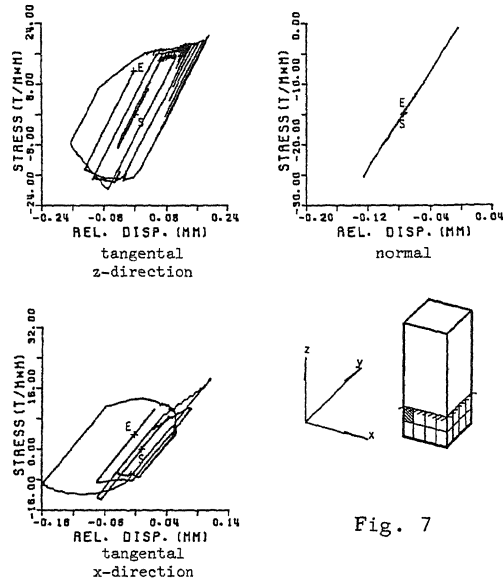 24.00
8.00
-8.00
-24.00
STRESS (T/M*M)
E
S
-0.24
-0.08
0.08
0.24
REL. DISP. (MM)
tangental
z-direction
0.00
-10.00
-20.00
-30.00
STRESS (T/M*M)
E
S
-0.20
-0.12
-0.04
0.04
REL. DISP. (MM)
normal
32.00
16.00
0.00
-16.00
STRESS (T/M*M)
E
S
-0.16
-0.06
0.04
0.14
REL. DISP. (MM)
tangental
x-direction
z
y
x
Fig. 7